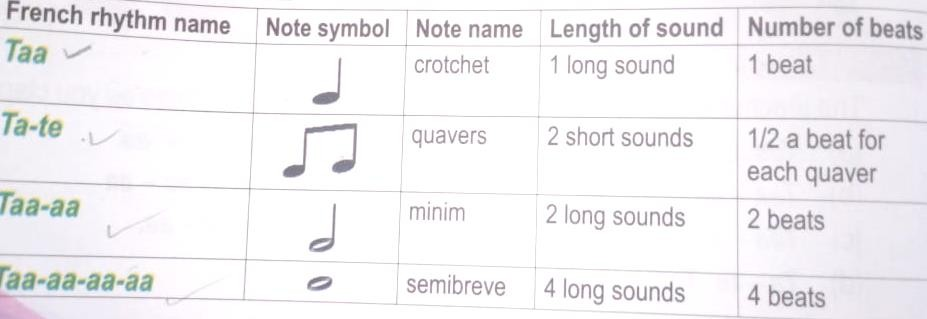 French rhythm name Note symbol Note name Length of sound Number of beats
Taa crotchet 1 long sound 1 beat
Ta-te quavers 2 short sounds 1/2 a beat for
each quaver
Taa-aa minim 2 long sounds 2 beats
Taa-aa-aa-aa semibreve 4 long sounds 4 beats